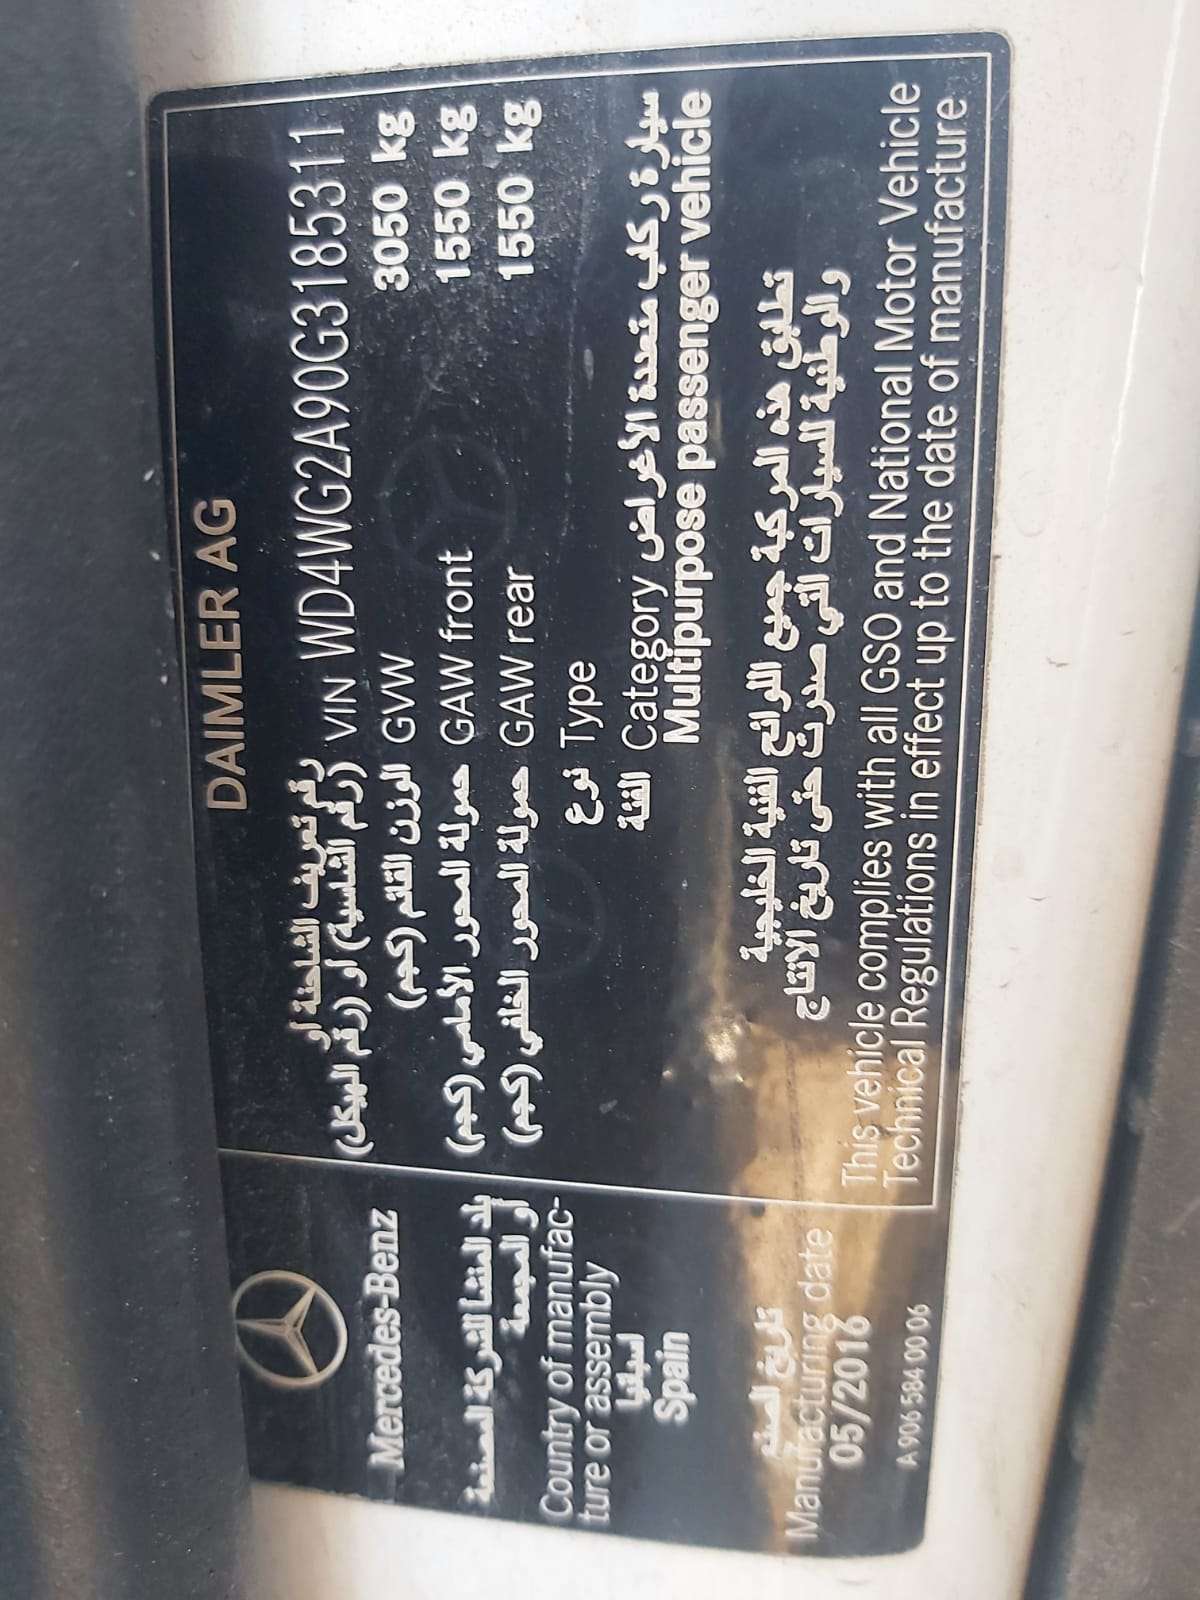 DAIMLER AG
رقم تعريف الشاحنة او
(رقم الشاسية) او (رقم الهيكل) VIN WD4WG2A90G3185311
الوزن القائم (كجم) GVW 3050 kg
حمولة المحور الأمامي (كجم) GAW front 1550 kg
حمولة المحور الخلفي (كجم) GAW rear 1550 kg
نوع Type
الفئة Category سيارة ركاب متعددة الأغراض
Multipurpose passenger vehicle
تطابق هذه المركبة جميع اللوائح الفنية الخليجية
والوطنية للسيارات التي صدرت حتى تاريخ الانتاج
This vehicle complies with all GSO and National Motor Vehicle
Technical Regulations in effect up to the date of manufacture
Mercedes-Benz
بلد المنشأ الشركة المصنعة
أو المجمعة
Country of manufac-
ture or assembly
اسبانيا
Spain
تاريخ الصنع
Manufacturing date
05/2016
A 906 584 00 06